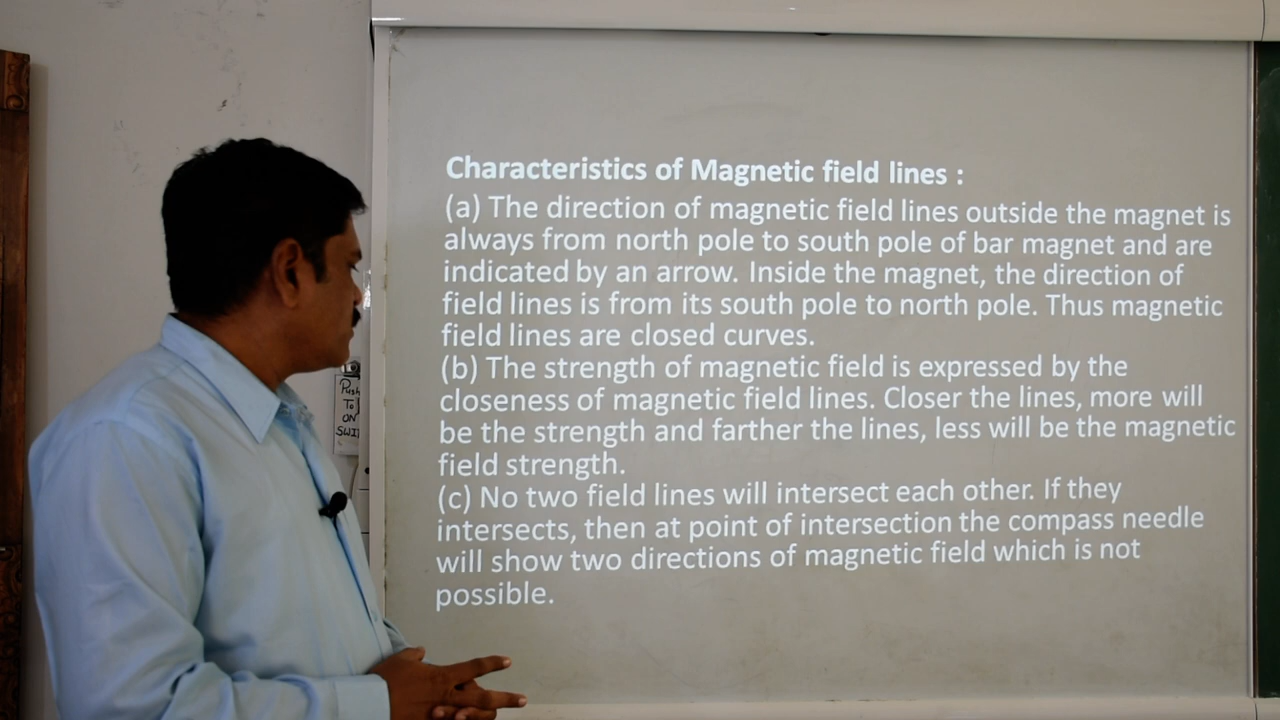 Characteristics of Magnetic field lines :
(a) The direction of magnetic field lines outside the magnet is
always from north pole to south pole of bar magnet and are
indicated by an arrow. Inside the magnet, the direction of
field lines is from its south pole to north pole. Thus magnetic
field lines are closed curves.
(b) The strength of magnetic field is expressed by the
closeness of magnetic field lines. Closer the lines, more will
be the strength and farther the lines, less will be the magnetic
field strength.
(c) No two field lines will intersect each other. If they
intersects, then at point of intersection the compass needle
will show two directions of magnetic field which is not
possible.
Push
To
ON